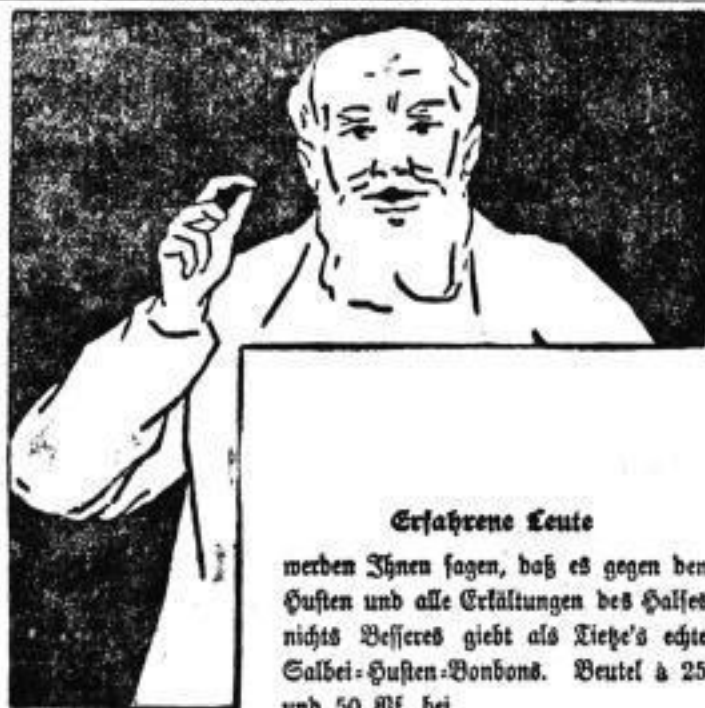 Erfahrene Leute
werden Ihnen sagen, daß es gegen den
Husten und alle Erkältungen des Halses
nichts Besseres giebt als Tietze's echte
Salbei-Husten-Bonbons. Beutel à 25
und 50 Pf. bei